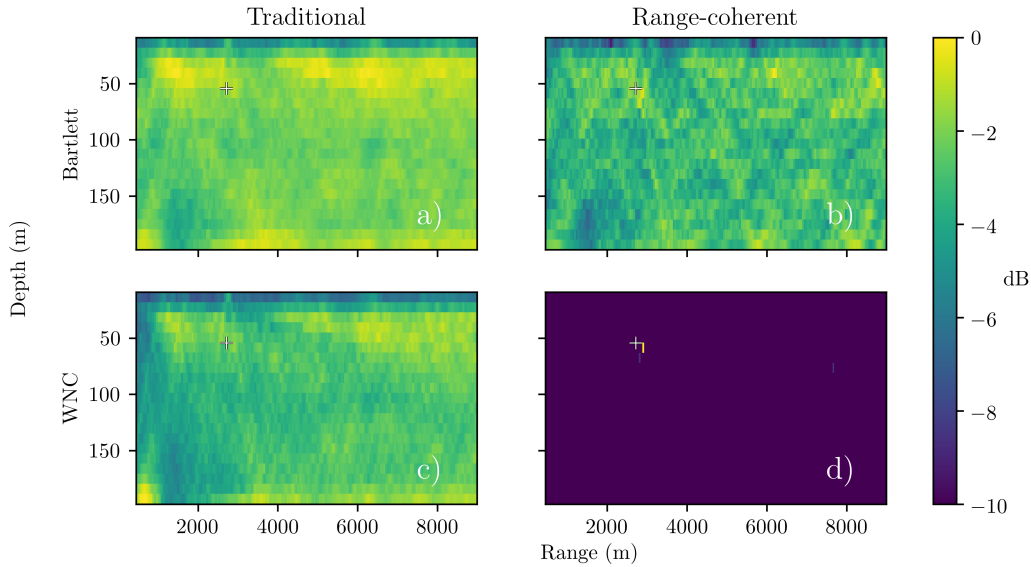 Traditional
Range-coherent
Depth (m)
Bartlett
50
100
150
a)
b)
0
−2
−4
−6
−8
−10
dB
WNC
50
100
150
c)
d)
2000 4000 6000 8000
2000 4000 6000 8000
Range (m)